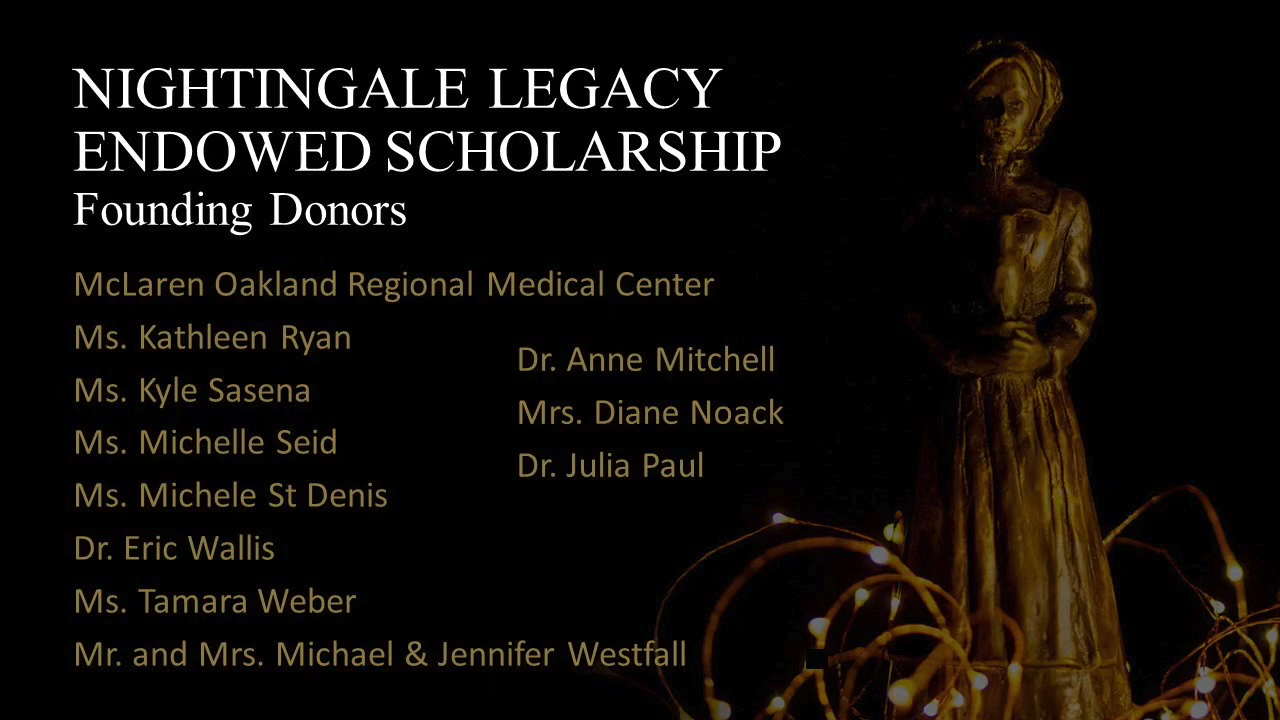 NIGHTINGALE LEGACY
ENDOWED SCHOLARSHIP
Founding Donors
McLaren Oakland Regional Medical Center
Ms. Kathleen Ryan
Ms. Kyle Sasena
Ms. Michelle Seid
Ms. Michele St Denis
Dr. Eric Wallis
Ms. Tamara Weber
Mr. and Mrs. Michael & Jennifer Westfall
Dr. Anne Mitchell
Mrs. Diane Noack
Dr. Julia Paul